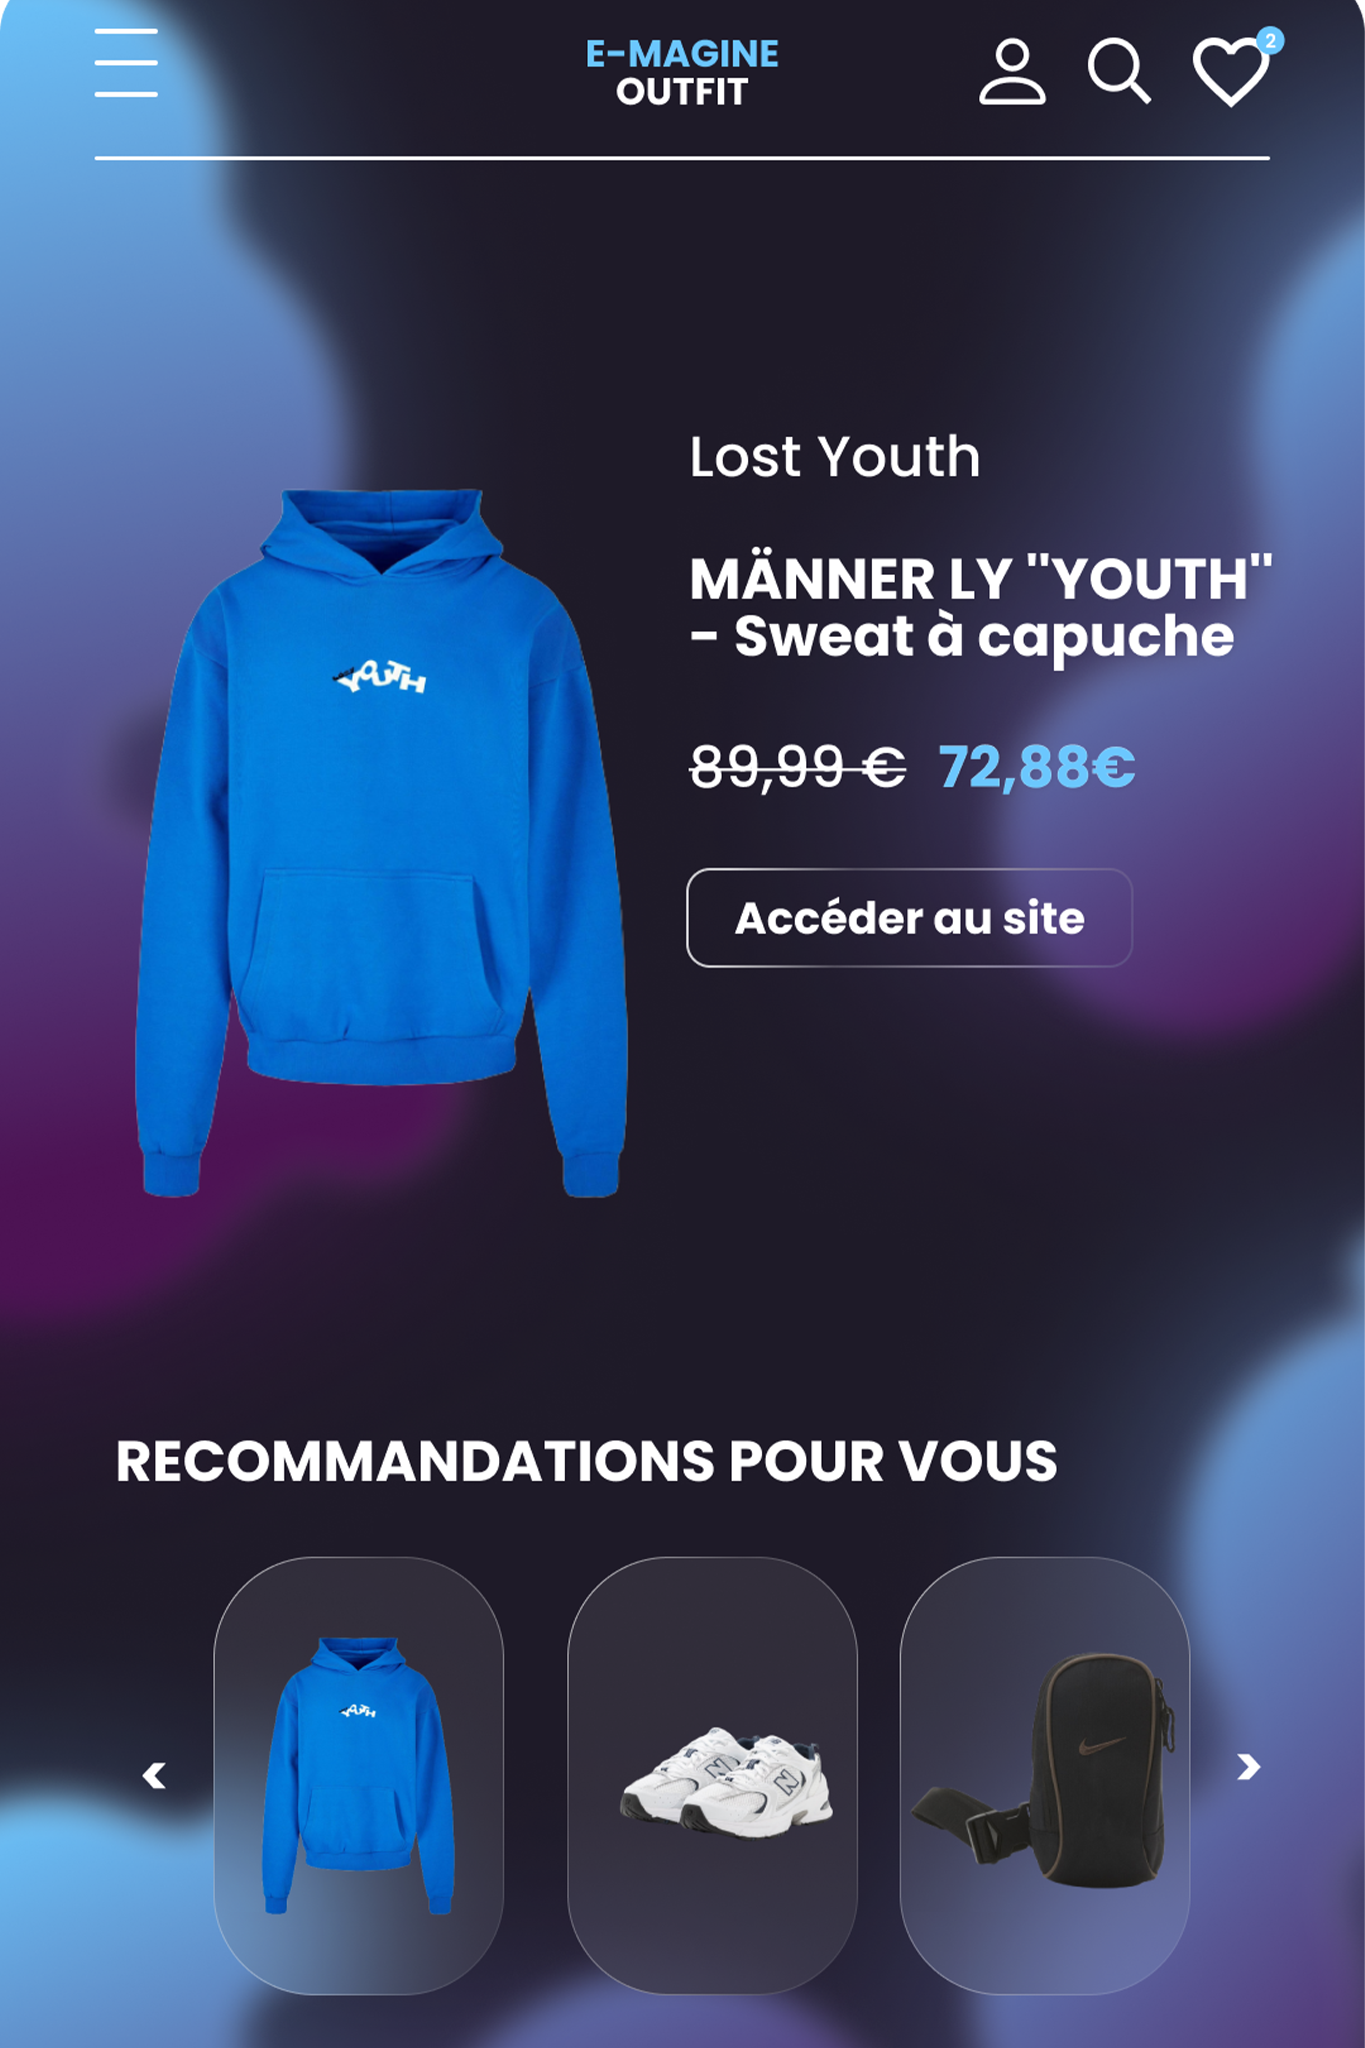 E-MAGINE
OUTFIT
2
Lost Youth
MÄNNER LY "YOUTH"
- Sweat à capuche
YOUTH
89,99 € 72,88€
Accéder au site
RECOMMANDATIONS POUR VOUS
YOUTH
N N